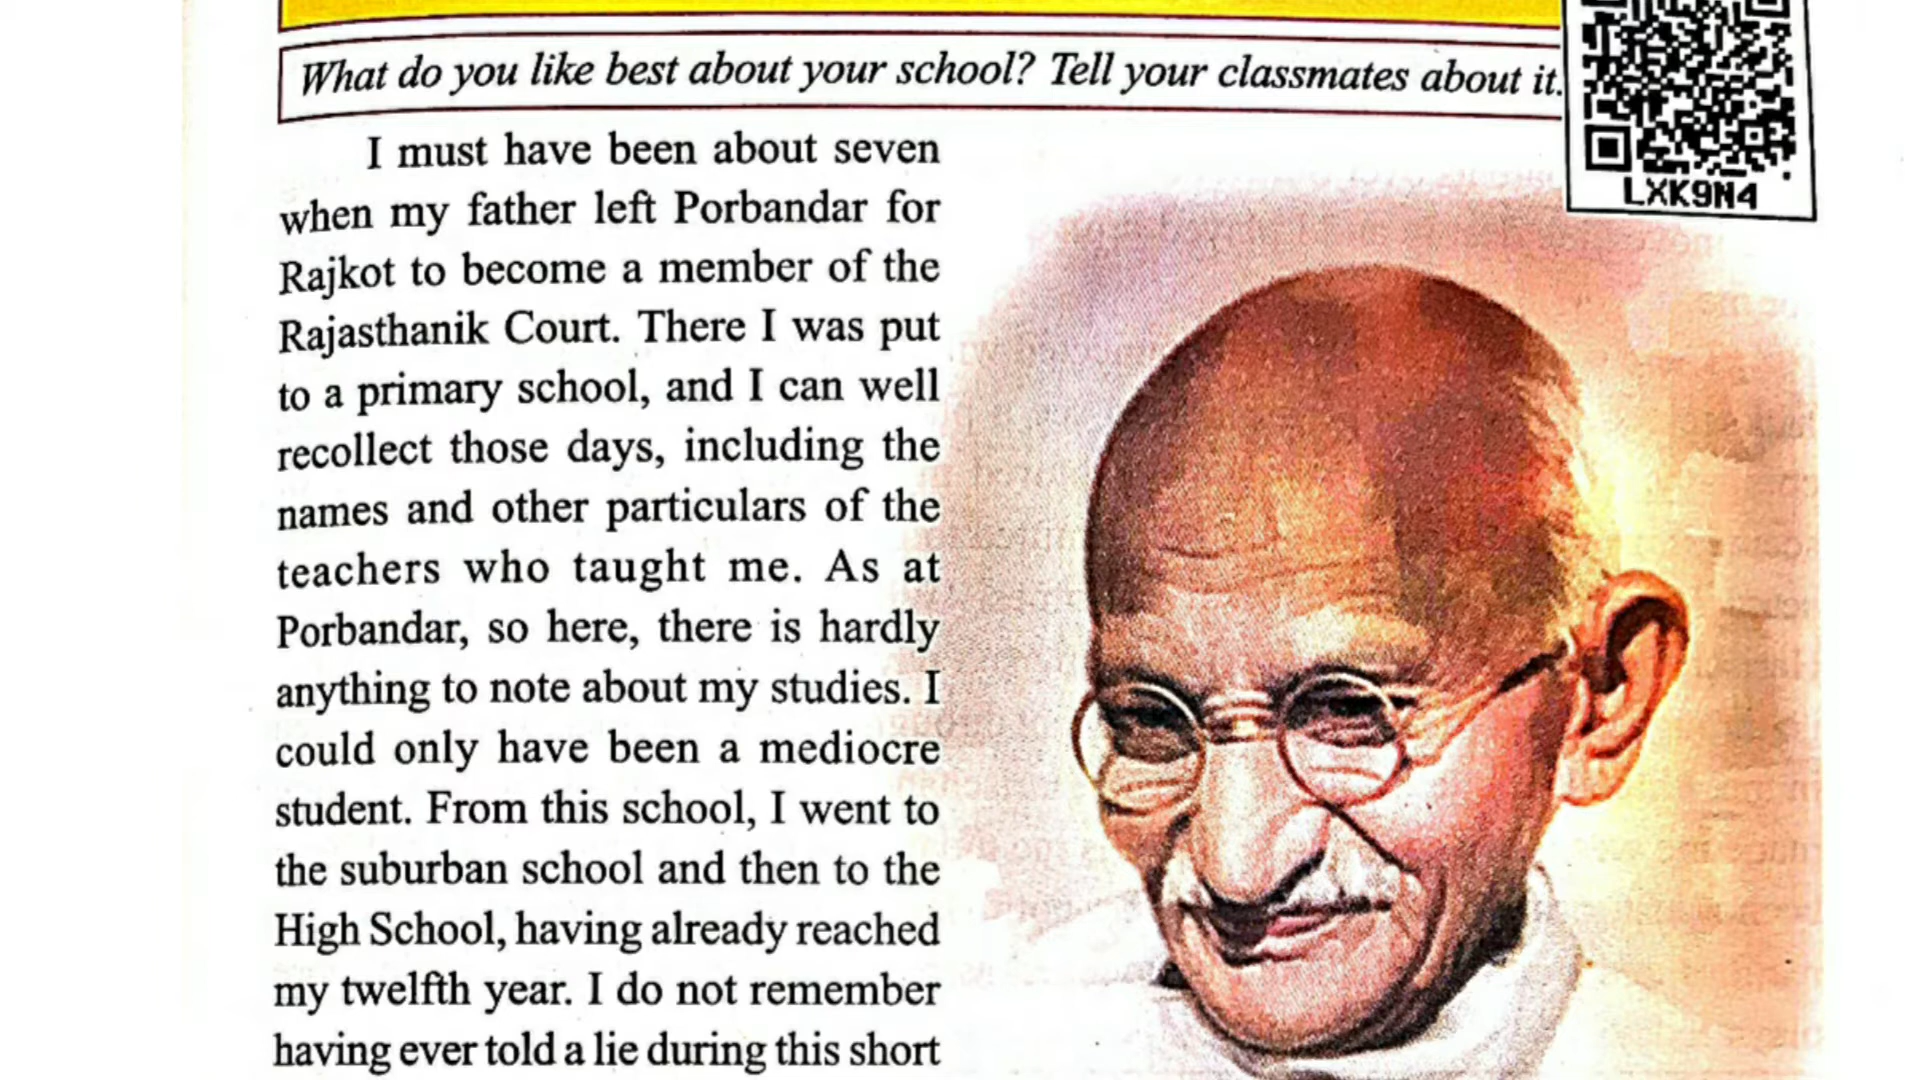 What do you like best about your school? Tell your classmates about it.
LXK9N4
I must have been about seven
when my father left Porbandar for
Rajkot to become a member of the
Rajasthanik Court. There I was put
to a primary school, and I can well
recollect those days, including the
names and other particulars of the
teachers who taught me. As at
Porbandar, so here, there is hardly
anything to note about my studies. I
could only have been a mediocre
student. From this school, I went to
the suburban school and then to the
High School, having already reached
my twelfth year. I do not remember
having ever told a lie during this short